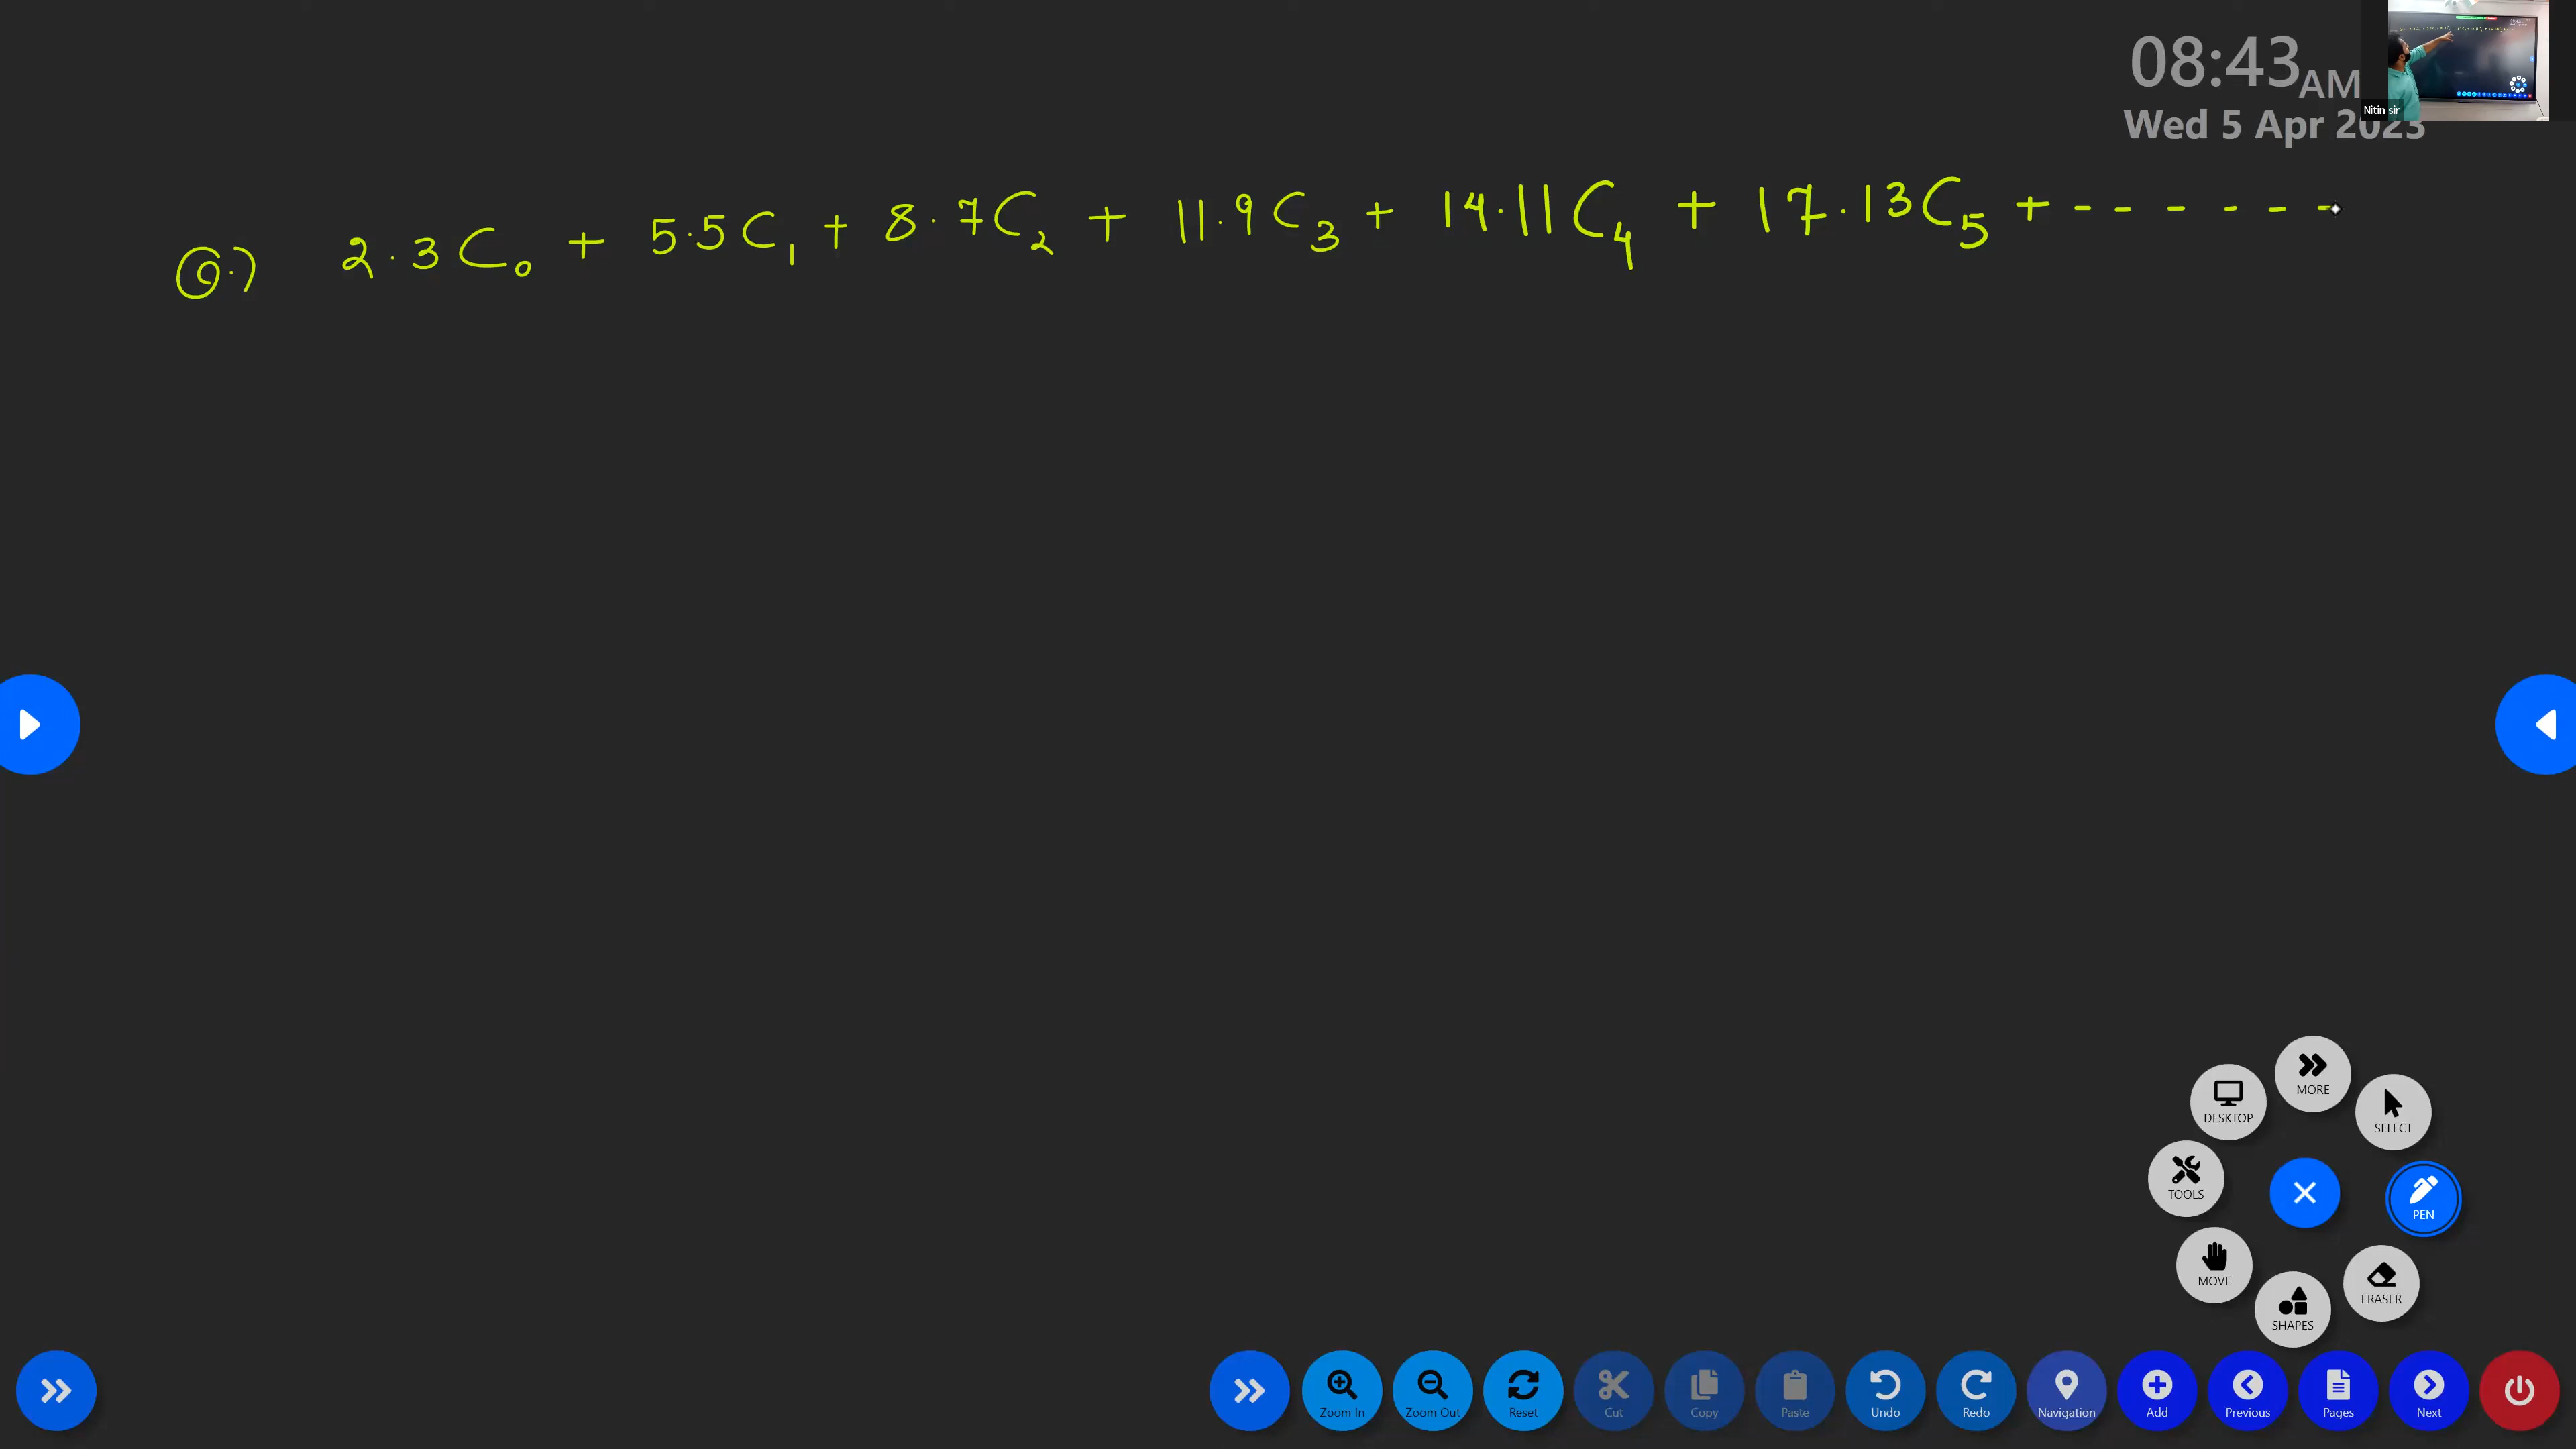 08:43 AM
Nitin sir
Wed 5 Apr 2023
Q.) 2·3C₀ + 5·5C₁ + 8·7C₂ + 11·9C₃ + 14·11C₄ + 17·13C₅ + - - - - - -
MORE
DESKTOP
SELECT
TOOLS
PEN
MOVE
ERASER
SHAPES
Zoom In Zoom Out Reset Cut Copy Paste Undo Redo Navigation Add Previous Pages Next